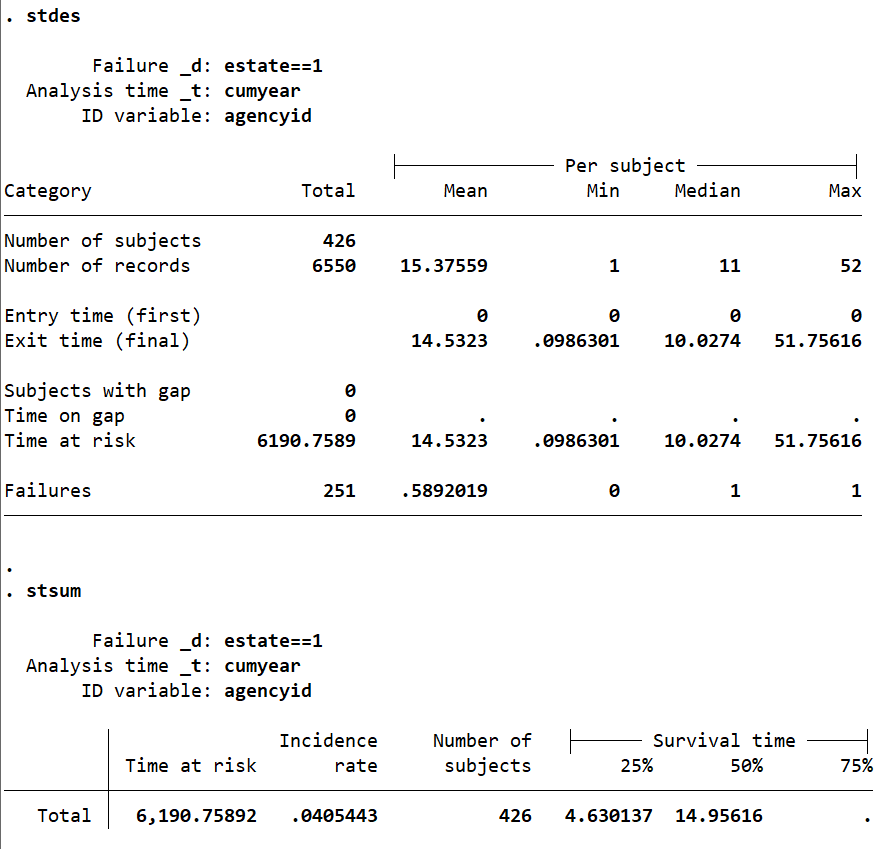 . stdes
Failure _d: estate==1
Analysis time _t: cumyear
ID variable: agencyid
Per subject
Category Total Mean Min Median Max
Number of subjects 426
Number of records 6550 15.37559 1 11 52
Entry time (first) 0 0 0 0
Exit time (final) 14.5323 .0986301 10.0274 51.75616
Subjects with gap 0
Time on gap 0 . . . .
Time at risk 6190.7589 14.5323 .0986301 10.0274 51.75616
Failures 251 .5892019 0 1 1
.
. stsum
Failure _d: estate==1
Analysis time _t: cumyear
ID variable: agencyid
Incidence Number of Survival time
Time at risk rate subjects 25% 50% 75%
Total 6,190.75892 .0405443 426 4.630137 14.95616 .